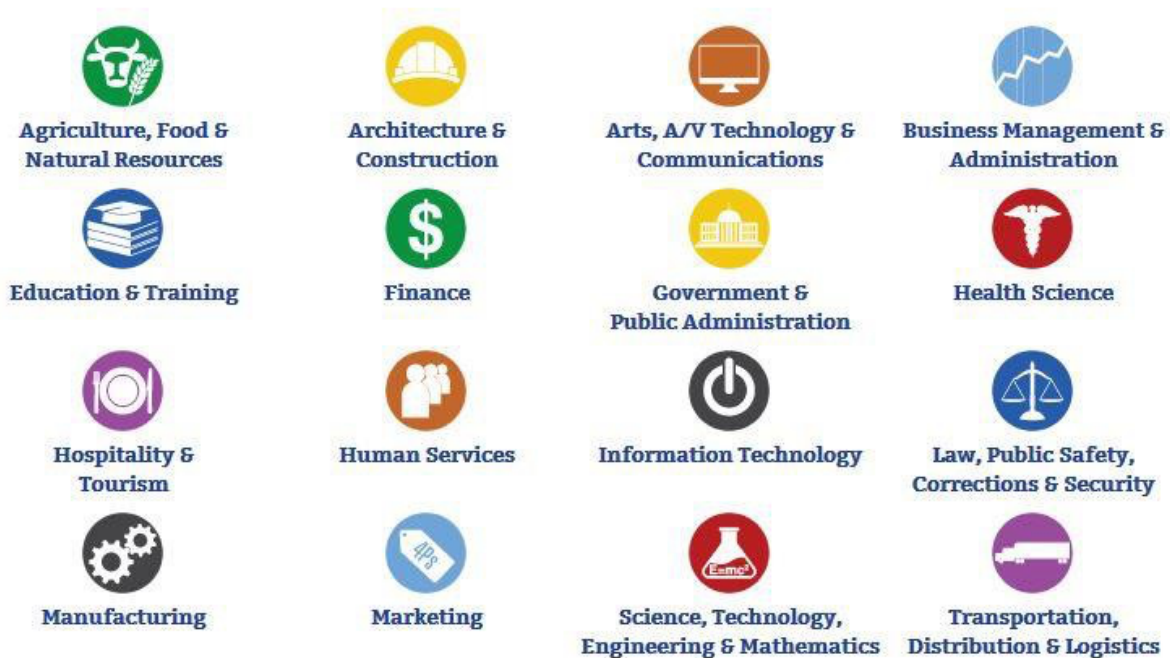 Agriculture, Food &
Natural Resources
Architecture &
Construction
Arts, A/V Technology &
Communications
Business Management &
Administration
Education & Training
$
Finance
Government &
Public Administration
Health Science
Hospitality &
Tourism
Human Services
Information Technology
Law, Public Safety,
Corrections & Security
Manufacturing
4Ps
Marketing
E=mc²
Science, Technology,
Engineering & Mathematics
Transportation,
Distribution & Logistics